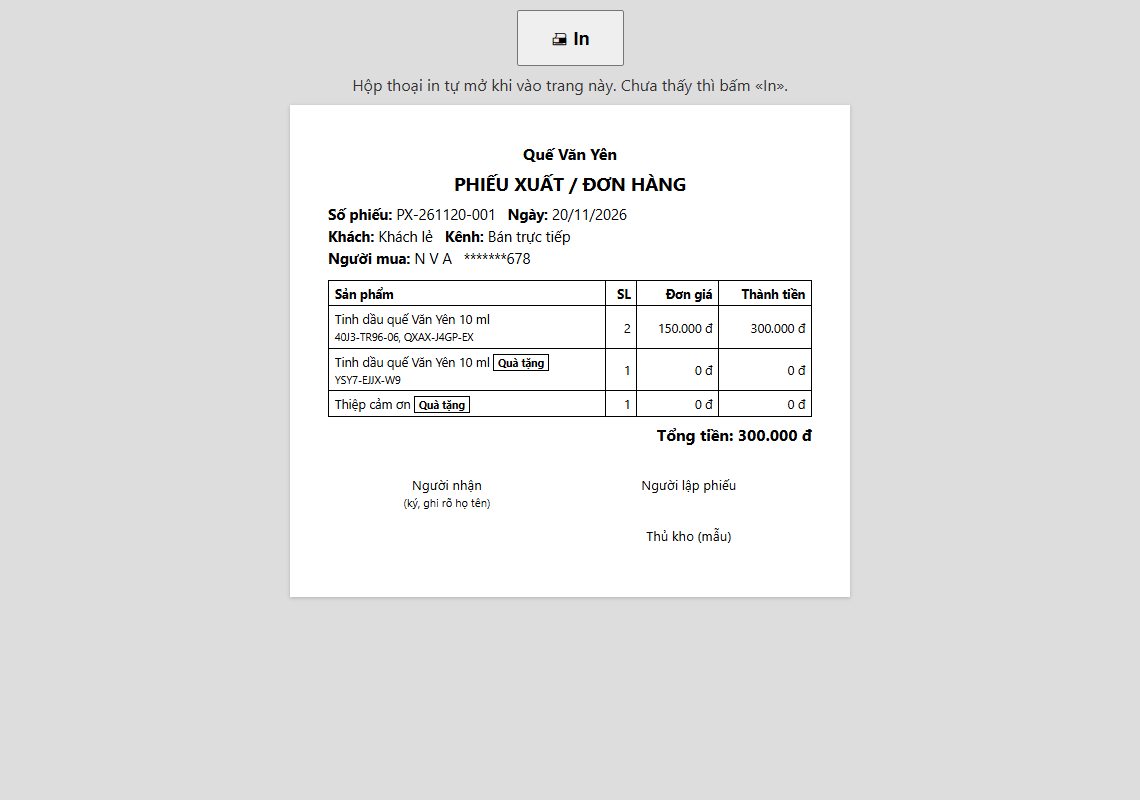 In
Hộp thoại in tự mở khi vào trang này. Chưa thấy thì bấm «In».
Quế Văn Yên
PHIẾU XUẤT / ĐƠN HÀNG
Số phiếu: PX-261120-001 Ngày: 20/11/2026
Khách: Khách lẻ Kênh: Bán trực tiếp
Người mua: N V A *******678
Sản phẩm SL Đơn giá Thành tiền
Tinh dầu quế Văn Yên 10 ml 2 150.000 đ 300.000 đ
40J3-TR96-06, QXAX-J4GP-EX
Tinh dầu quế Văn Yên 10 ml Quà tặng 1 0 đ 0 đ
YSY7-EJJX-W9
Thiệp cảm ơn Quà tặng 1 0 đ 0 đ
Tổng tiền: 300.000 đ
Người nhận Người lập phiếu
(ký, ghi rõ họ tên)
Thủ kho (mẫu)